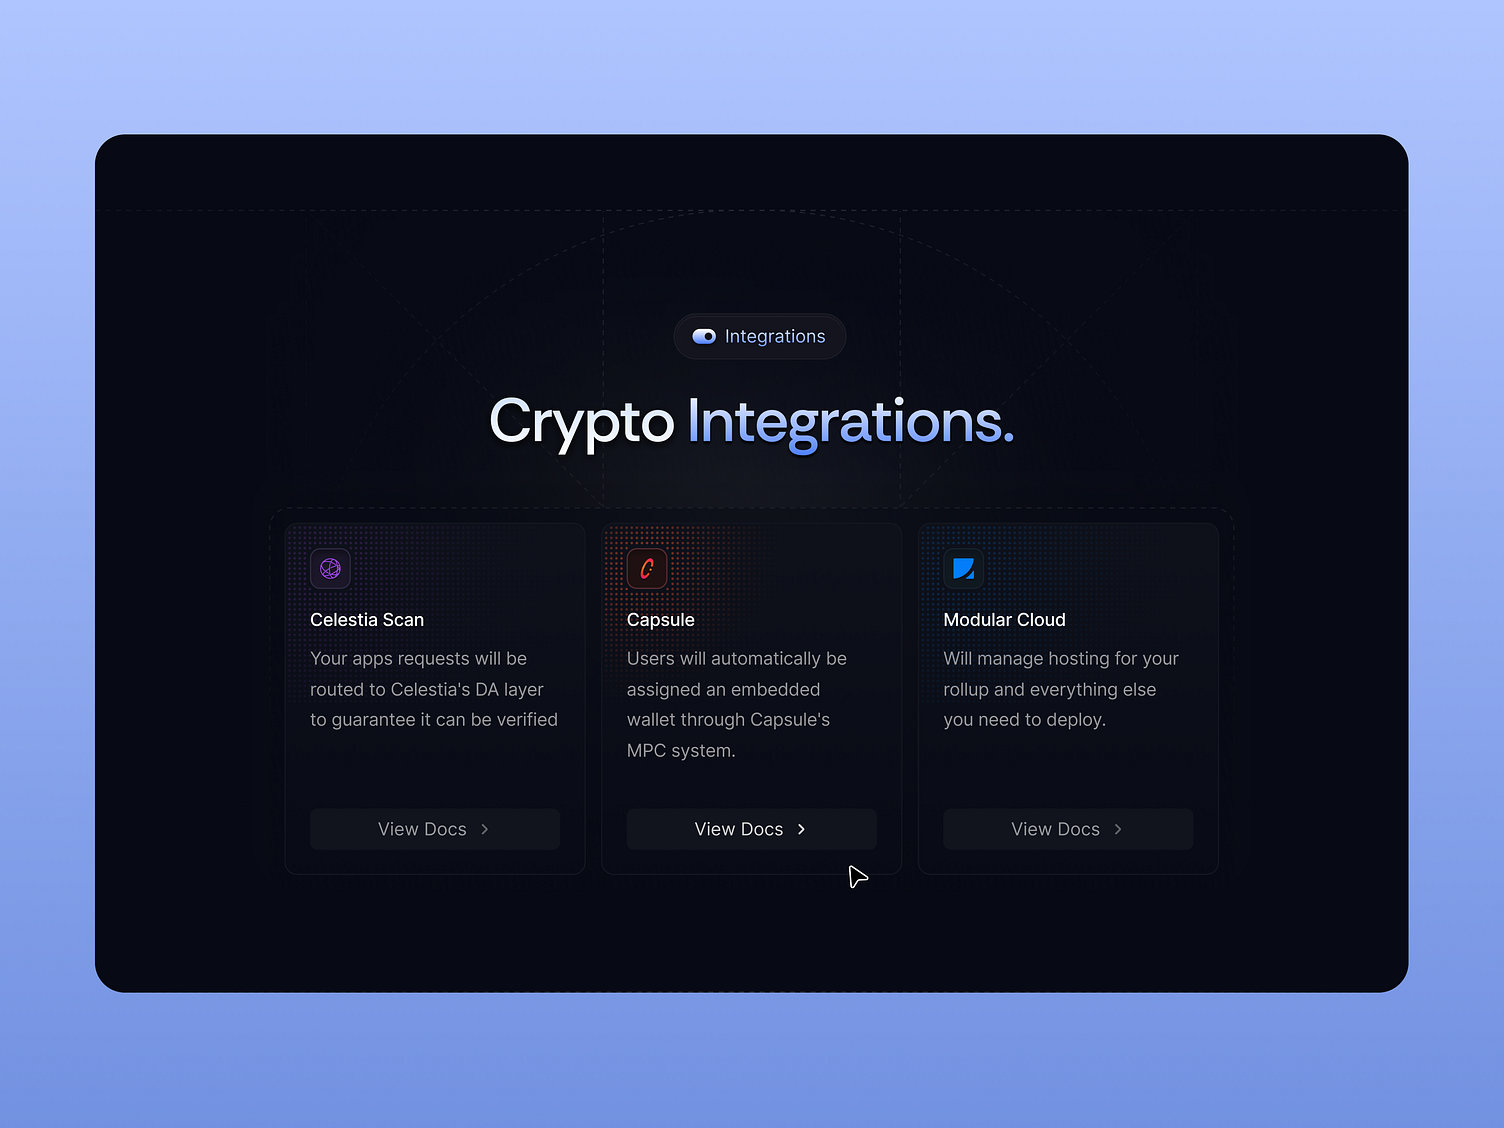 Integrations
Crypto Integrations.
Celestia Scan
Your apps requests will be
routed to Celestia's DA layer
to guarantee it can be verified
View Docs
Capsule
Users will automatically be
assigned an embedded
wallet through Capsule's
MPC system.
View Docs
Modular Cloud
Will manage hosting for your
rollup and everything else
you need to deploy.
View Docs